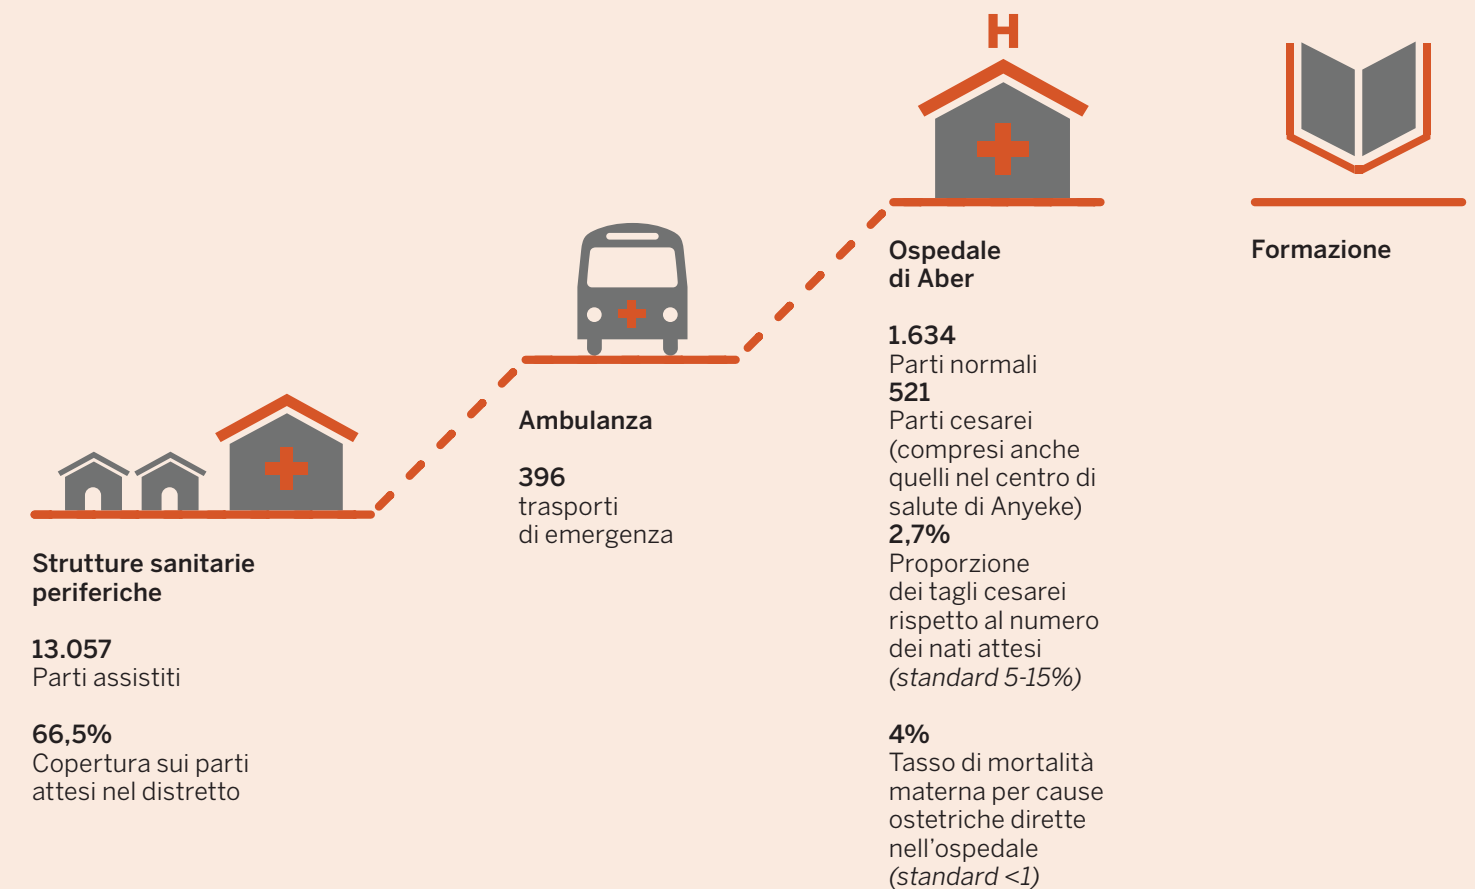 H
Strutture sanitarie
periferiche
13.057
Parti assistiti
66,5%
Copertura sui parti
attesi nel distretto
Ambulanza
396
trasporti
di emergenza
Ospedale
di Aber
1.634
Parti normali
521
Parti cesarei
(compresi anche
quelli nel centro di
salute di Anyeke)
2,7%
Proporzione
dei tagli cesarei
rispetto al numero
dei nati attesi
(standard 5-15%)
4%
Tasso di mortalità
materna per cause
ostetriche dirette
nell’ospedale
(standard <1)
Formazione